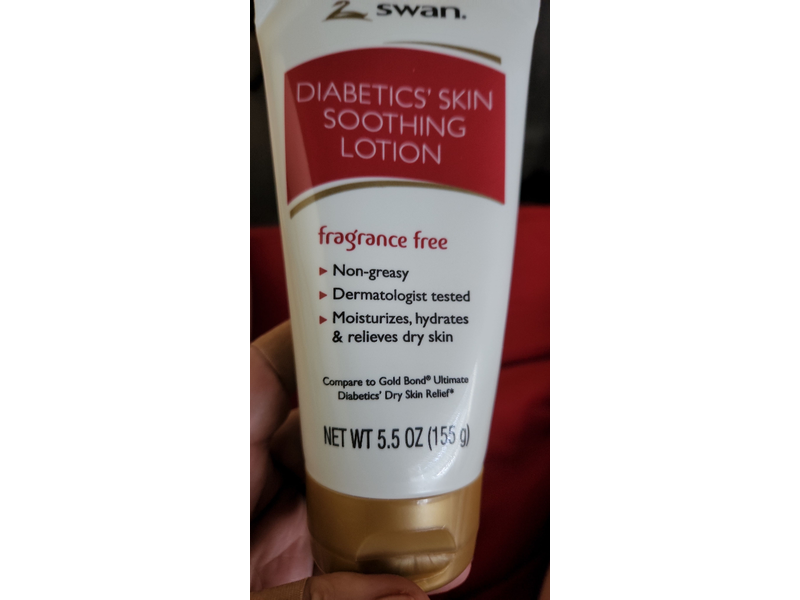 swan.
DIABETICS' SKIN
SOOTHING
LOTION
fragrance free
▸ Non-greasy
▸ Dermatologist tested
▸ Moisturizes, hydrates
& relieves dry skin
Compare to Gold Bond® Ultimate
Diabetics' Dry Skin Relief*
NET WT 5.5 OZ (155 g)